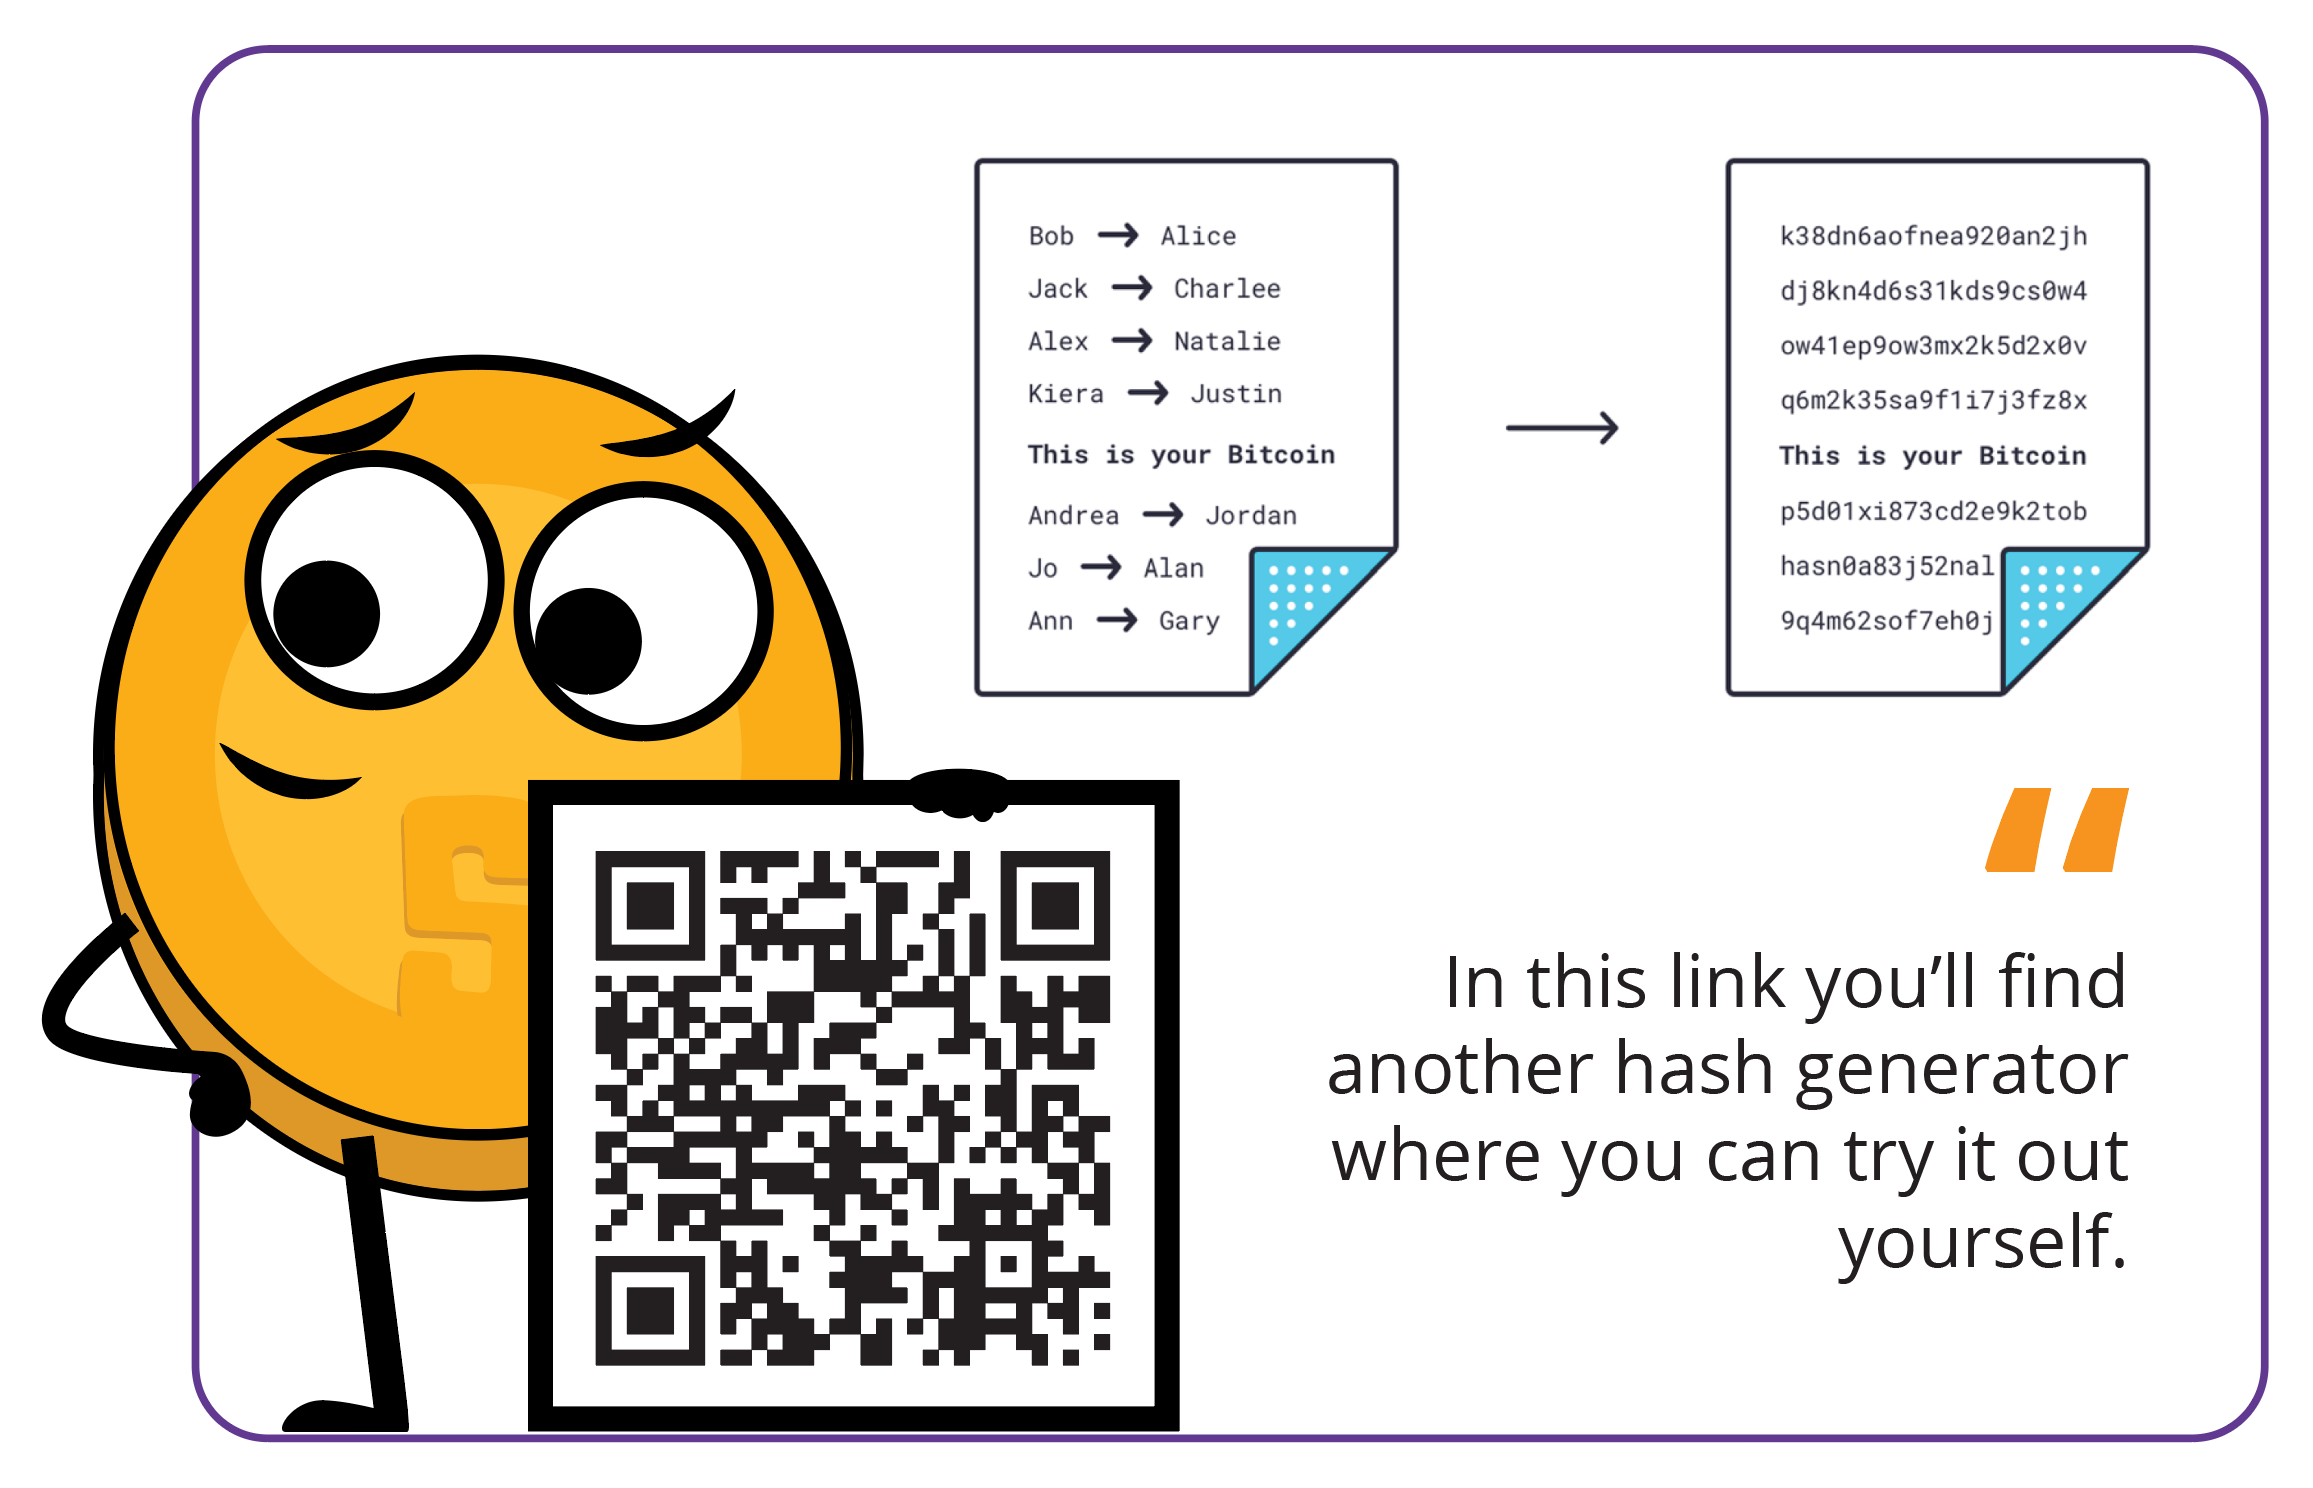 Bob → Alice
Jack → Charlee
Alex → Natalie
Kiera → Justin
This is your Bitcoin
Andrea → Jordan
Jo → Alan
Ann → Gary
→
k38dn6aofnea920an2jh
dj8kn4d6s31kds9cs0w4
ow41ep9ow3mx2k5d2x0v
q6m2k35sa9f1i7j3fz8x
This is your Bitcoin
p5d01xi873cd2e9k2tob
hasn0a83j52nal
9q4m62sof7eh0j
“
In this link you’ll find
another hash generator
where you can try it out
yourself.